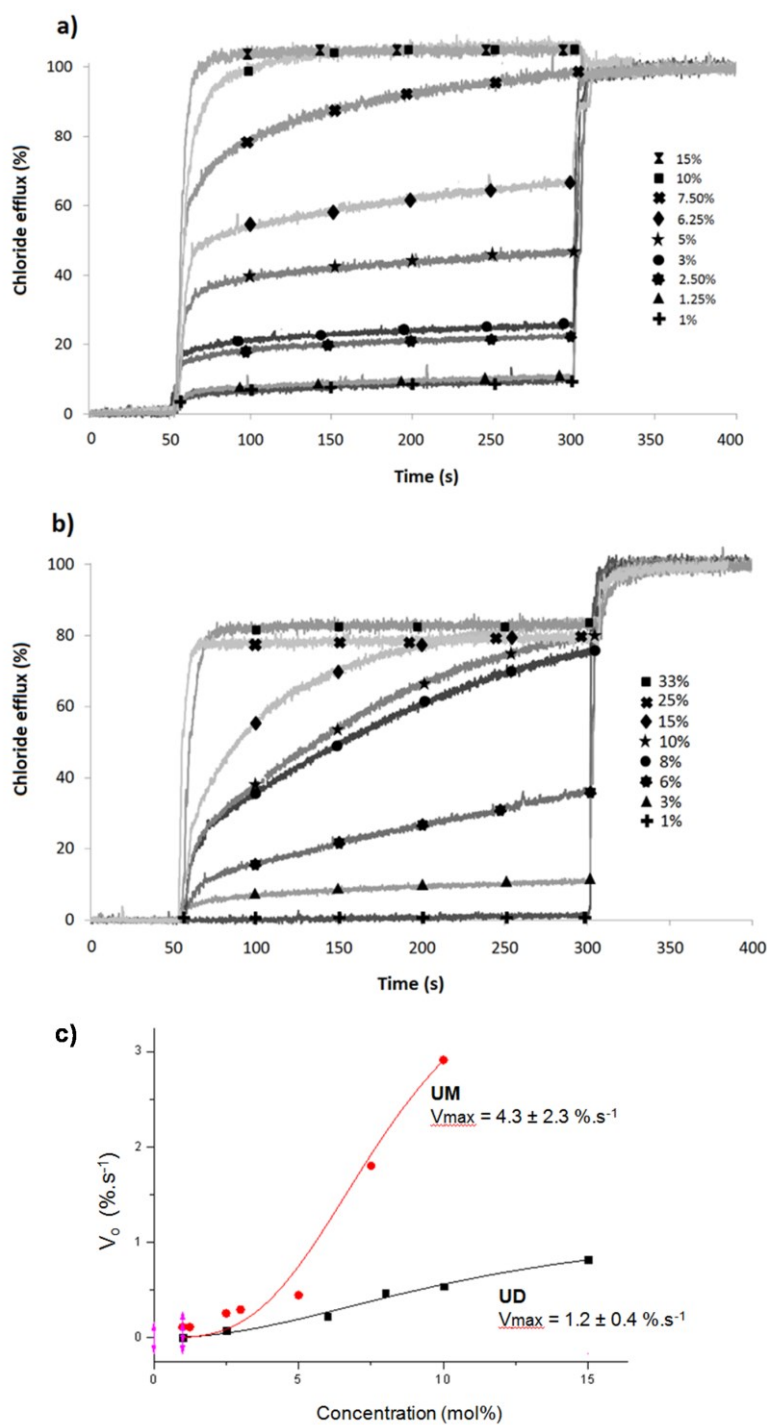 a)
Chloride efflux (%)
100
80
60
40
20
0
15%
10%
7.50%
6.25%
5%
3%
2.50%
1.25%
1%
0 50 100 150 200 250 300 350 400
Time (s)
b)
Chloride efflux (%)
100
80
60
40
20
0
33%
25%
15%
10%
8%
6%
3%
1%
0 50 100 150 200 250 300 350 400
Time (s)
c)
V₀ (%.s⁻¹)
3
2
1
0
UM
Vmax = 4.3 ± 2.3 %.s⁻¹
UD
Vmax = 1.2 ± 0.4 %.s⁻¹
0 5 10 15
Concentration (mol%)